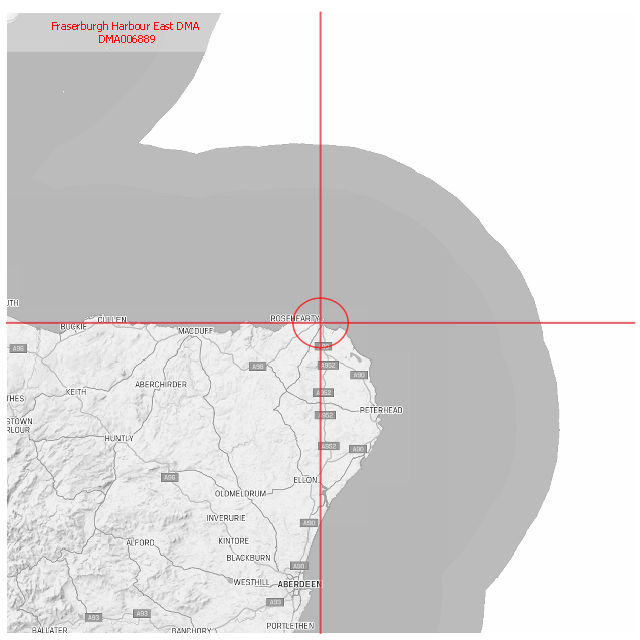 Fraserburgh Harbour East DMA
DMA006889
UTH
CULLEN
ROSEHEARTY
BUCKIE
MACDUFF
A96
A98
A952
A90
ABERCHIRDER
KEITH
A952
THES
PETERHEAD
A952
STOWN
RLOUR
HUNTLY
A952
A90
A96
ELLON
OLDMELDRUM
INVERURIE
A90
KINTORE
ALFORD
BLACKBURN
A90
WESTHILL
ABERDEEN
A93
A93
A93
BALLATER
BANCHORY
PORTLETHEN